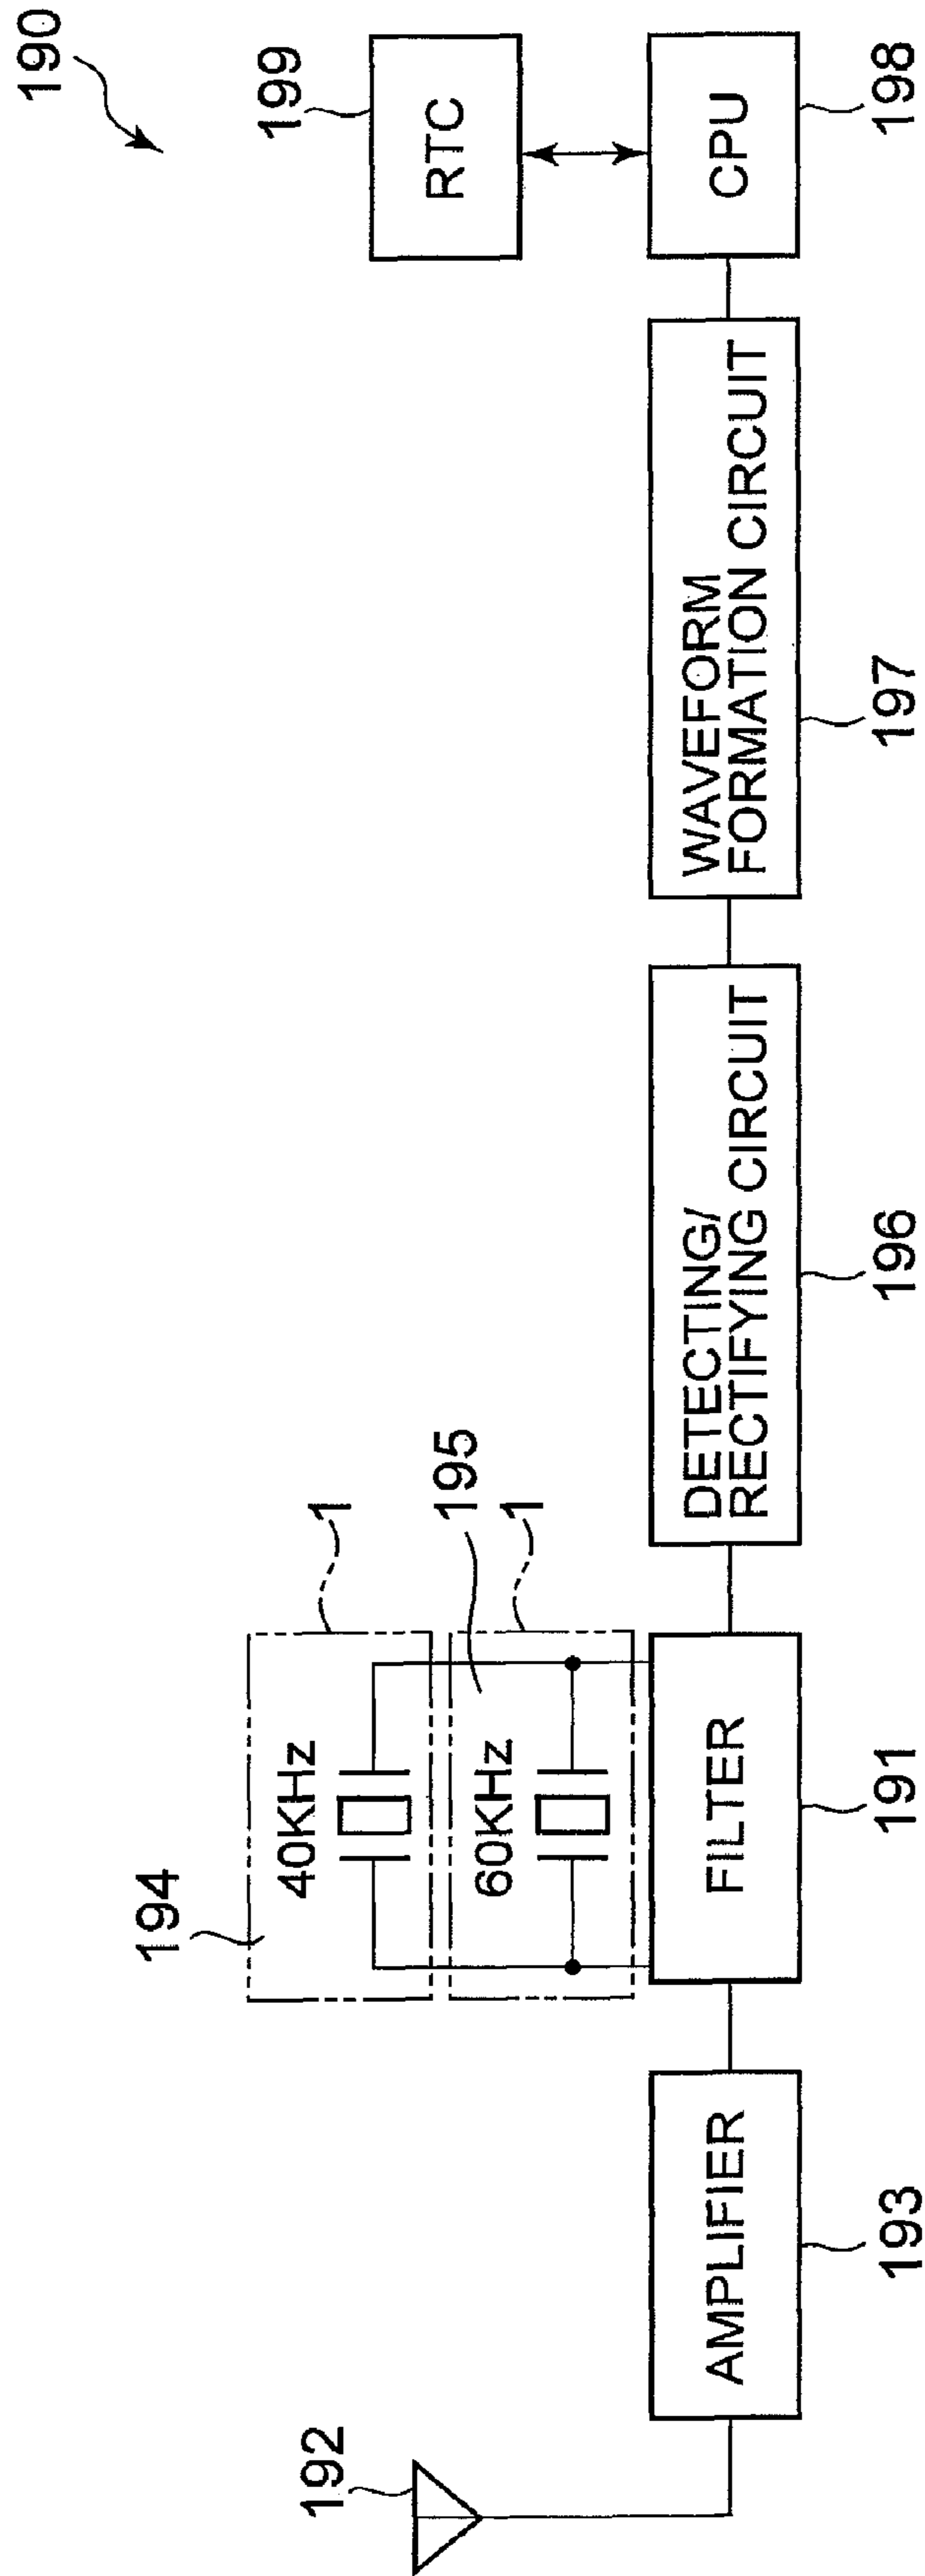 190
199
RTC
CPU
198
WAVEFORM
FORMATION CIRCUIT
197
DETECTING/
RECTIFYING CIRCUIT
196
1
195
1
194
40KHz
60KHz
FILTER
191
AMPLIFIER
193
192